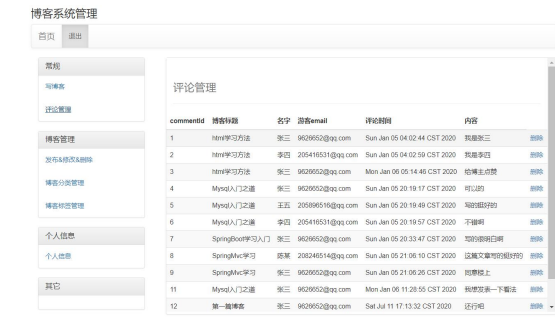 博客系统管理
首页 退出
常规
写博客
评论管理
博客管理
发布&修改&删除
博客分类管理
博客标签管理
个人信息
个人信息
其它
评论管理
commentId 博客标题 名字 游客email 评论时间 内容
1 html学习方法 张三 9626652@qq.com Sun Jan 05 04:02:44 CST 2020 我是张三 删除
2 html学习方法 李四 205416531@qq.com Sun Jan 05 04:02:59 CST 2020 我是李四 删除
3 html学习方法 张三 9626652@qq.com Mon Jan 06 05:14:46 CST 2020 给博主点赞 删除
4 Mysql入门之道 张三 9626652@qq.com Sun Jan 05 20:19:17 CST 2020 可以的 删除
5 Mysql入门之道 王五 205896516@qq.com Sun Jan 05 20:19:49 CST 2020 写的挺好的 删除
6 Mysql入门之道 李四 205416531@qq.com Sun Jan 05 20:19:57 CST 2020 不错啊 删除
7 SpringBoot学习入门 张三 9626652@qq.com Sun Jan 05 20:33:47 CST 2020 写的很明白啊 删除
8 SpringMvc学习 陈某 208246514@qq.com Sun Jan 05 21:06:10 CST 2020 这篇文章写的挺好的 删除
9 SpringMvc学习 张三 9626652@qq.com Sun Jan 05 21:06:26 CST 2020 同意楼上 删除
11 Mysql入门之道 张三 9626652@qq.com Mon Jan 06 11:28:55 CST 2020 我想发表一下看法 删除
12 第一篇博客 张三 9626652@qq.com Sat Jul 11 17:13:32 CST 2020 还行吧 删除